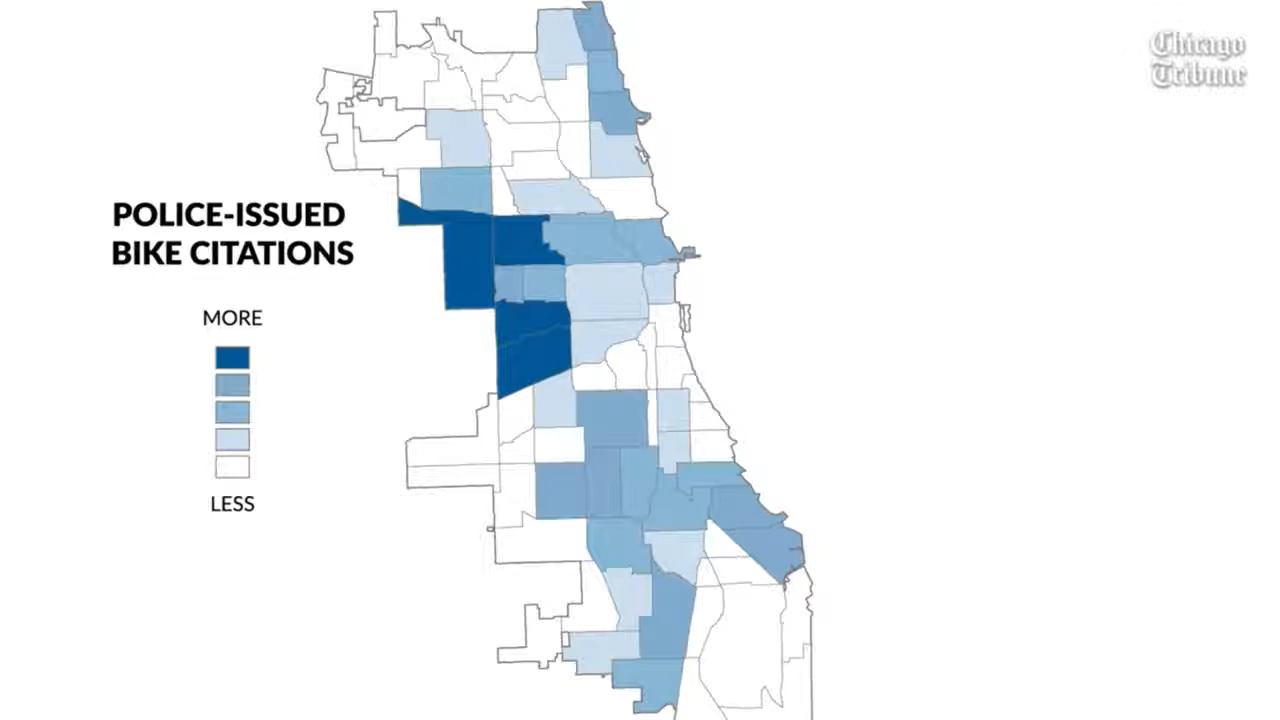 Chicago
Tribune
POLICE-ISSUED
BIKE CITATIONS
MORE
LESS